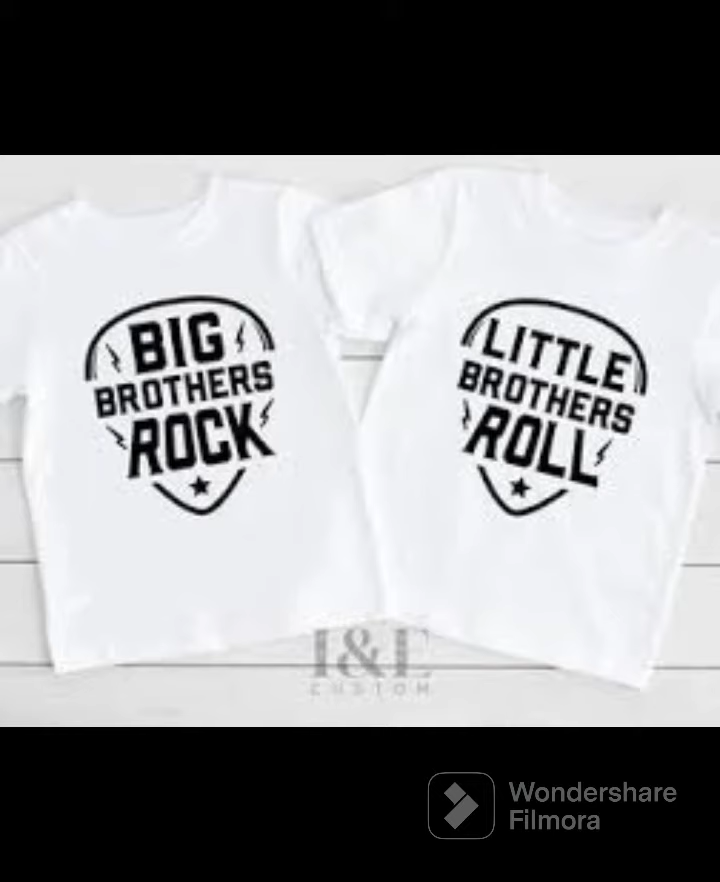 BIG
BROTHERS
ROCK
LITTLE
BROTHERS
ROLL
I&E
CUSTOM
Wondershare
Filmora